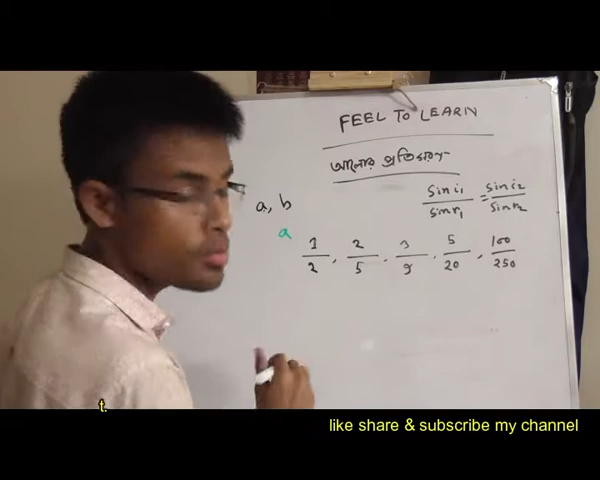 FEEL TO LEARN
আলোর প্রতিসরণ
sin i₁ / sin r₁ = sin i₂ / sin r₂
a, b
a
1/2, 2/5, 3/9, 5/20, 100/250
t.
like share & subscribe my channel